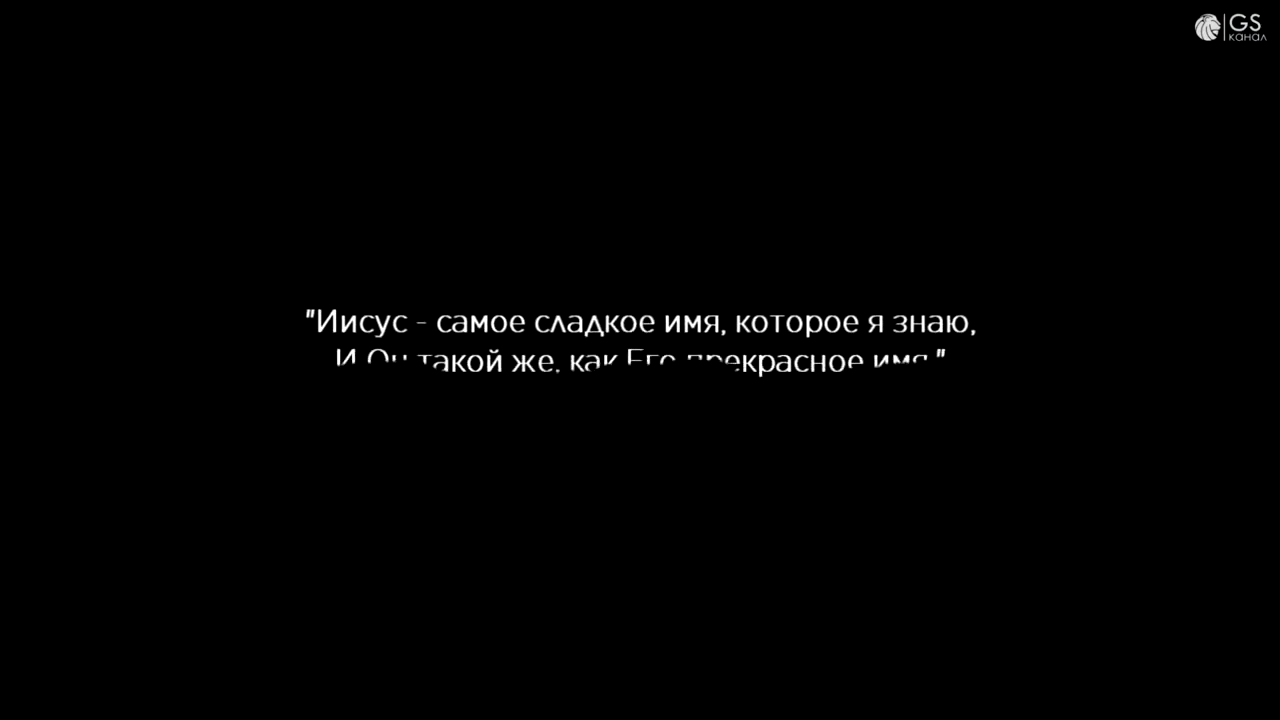 GS
канал
"Иисус - самое сладкое имя, которое я знаю,
И Он такой же, как Его прекрасное имя."